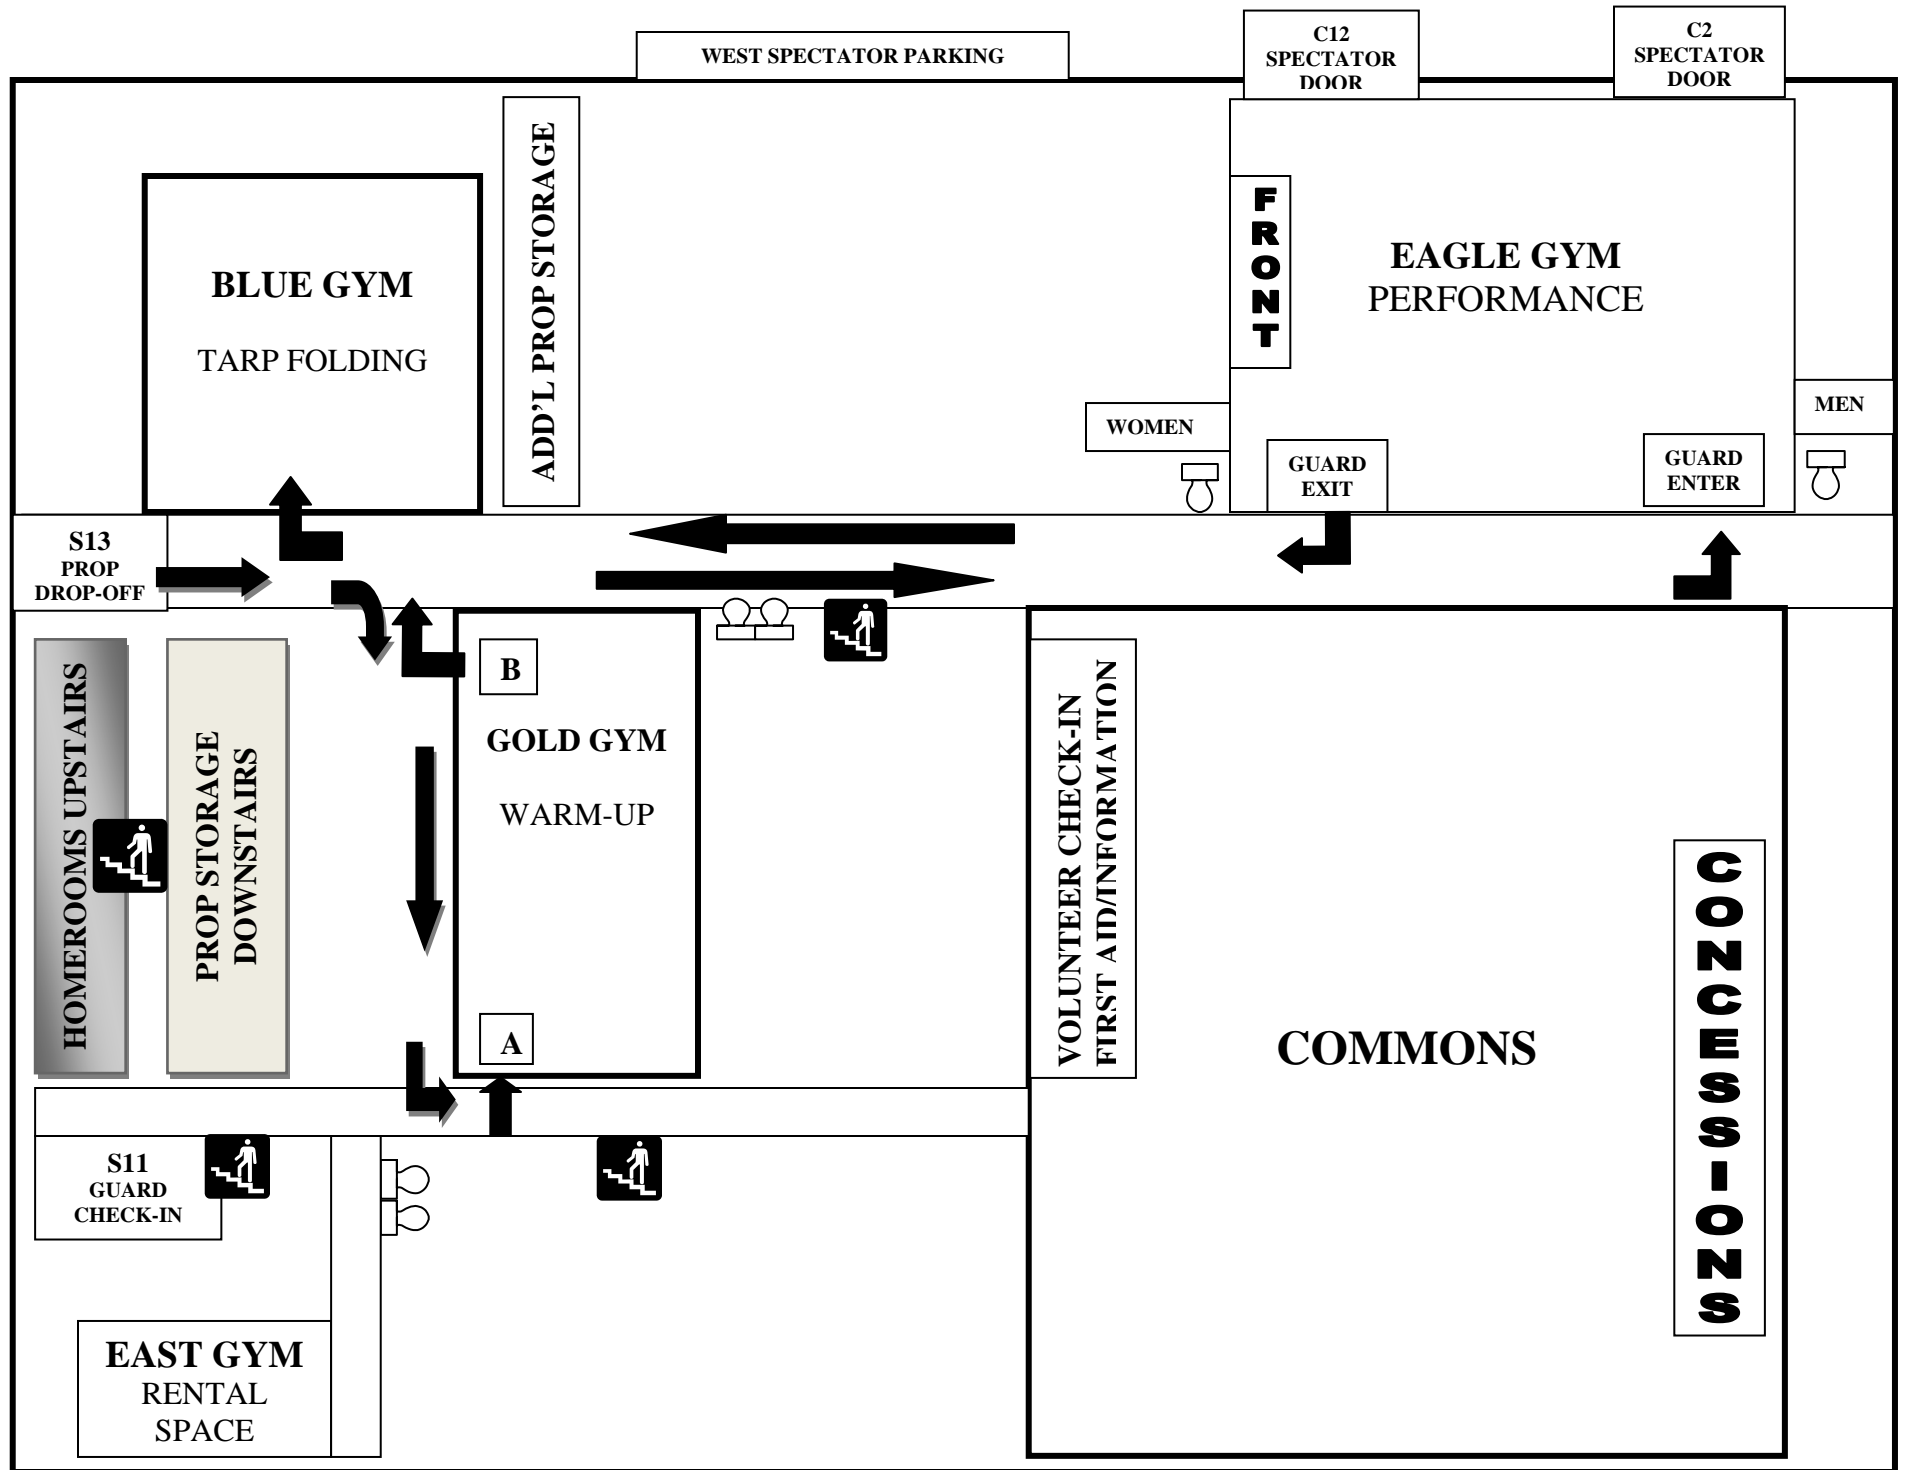 WEST SPECTATOR PARKING
C12
SPECTATOR
DOOR
C2
SPECTATOR
DOOR
BLUE GYM
TARP FOLDING
ADD'L PROP STORAGE
FRONT
EAGLE GYM
PERFORMANCE
WOMEN
MEN
GUARD
EXIT
GUARD
ENTER
S13
PROP
DROP-OFF
HOMEROOMS UPSTAIRS
PROP STORAGE
DOWNSTAIRS
B
GOLD GYM
WARM-UP
A
VOLUNTEER CHECK-IN
FIRST AID/INFORMATION
COMMONS
CONCESSIONS
S11
GUARD
CHECK-IN
EAST GYM
RENTAL
SPACE